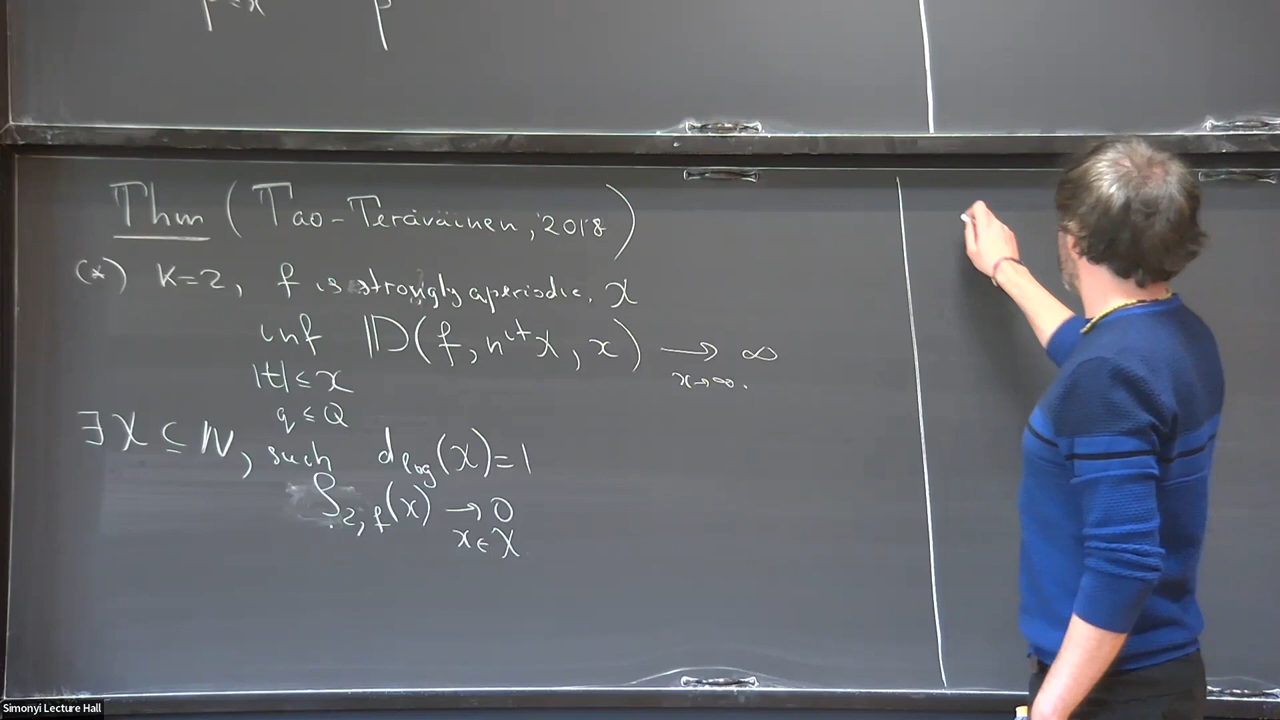 p ≤ x p
Thm (Tao-Teräväinen, '2018)
(*) K=2, f is strongly aperiodic. x
inf 𝔻(f, n^{it}χ, x) → ∞
|t| ≤ x x→∞.
q ≤ Q
∃ 𝒳 ⊆ ℕ, such d_{log}(𝒳)=1
S_{2,f}(x) → 0
x∈𝒳
Simonyi Lecture Hall